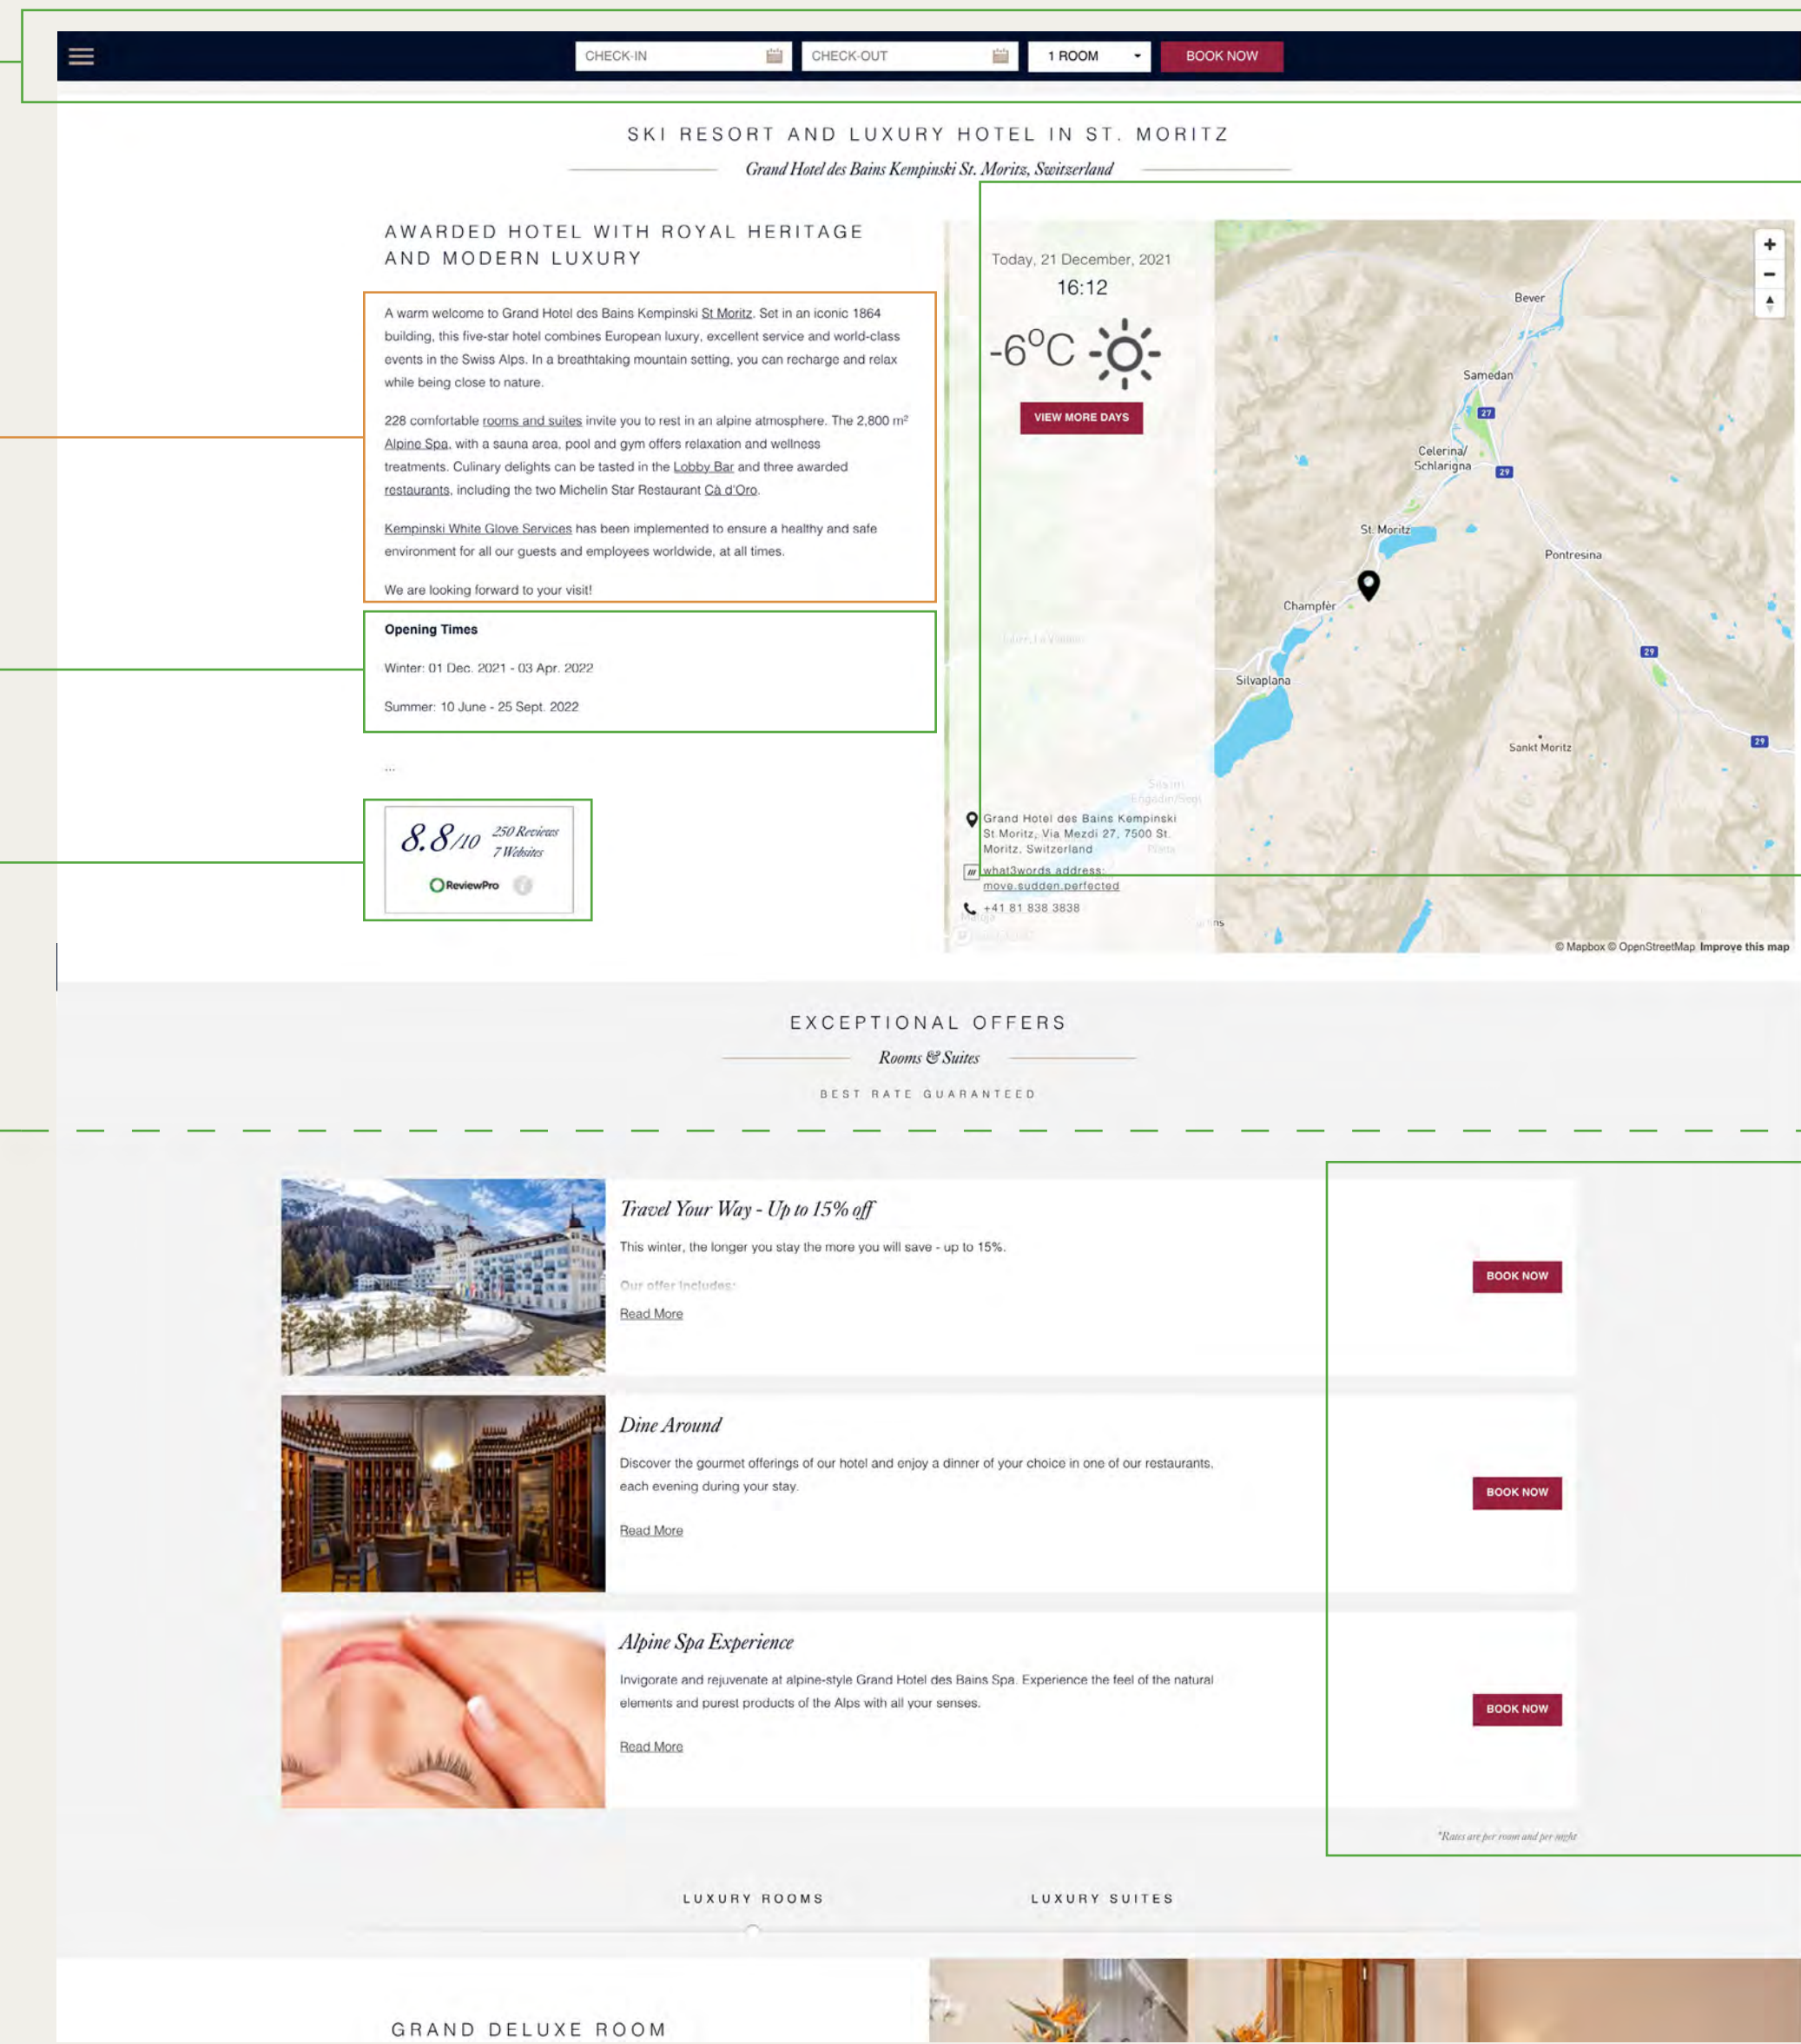 CHECK-IN
CHECK-OUT
1 ROOM
BOOK NOW
SKI RESORT AND LUXURY HOTEL IN ST. MORITZ
Grand Hotel des Bains Kempinski St. Moritz, Switzerland
AWARDED HOTEL WITH ROYAL HERITAGE
AND MODERN LUXURY
A warm welcome to Grand Hotel des Bains Kempinski St Moritz. Set in an iconic 1864
building, this five-star hotel combines European luxury, excellent service and world-class
events in the Swiss Alps. In a breathtaking mountain setting, you can recharge and relax
while being close to nature.
228 comfortable rooms and suites invite you to rest in an alpine atmosphere. The 2,800 m²
Alpine Spa, with a sauna area, pool and gym offers relaxation and wellness
treatments. Culinary delights can be tasted in the Lobby Bar and three awarded
restaurants, including the two Michelin Star Restaurant Cà d'Oro.
Kempinski White Glove Services has been implemented to ensure a healthy and safe
environment for all our guests and employees worldwide, at all times.
We are looking forward to your visit!
Opening Times
Winter: 01 Dec. 2021 - 03 Apr. 2022
Summer: 10 June - 25 Sept. 2022
...
8.8/10
250 Reviews
7 Websites
ReviewPro
Today, 21 December, 2021
16:12
-6°C
VIEW MORE DAYS
Grand Hotel des Bains Kempinski
St Moritz, Via Mezdi 27, 7500 St.
Moritz, Switzerland
what3words address:
move.sudden.perfected
+41 81 838 3838
Bever
Samedan
27
Celerina/
Schlarigna
29
St. Moritz
Pontresina
Champfèr
29
Silvaplana
Sankt Moritz
29
© Mapbox © OpenStreetMap Improve this map
EXCEPTIONAL OFFERS
Rooms & Suites
BEST RATE GUARANTEED
Travel Your Way - Up to 15% off
This winter, the longer you stay the more you will save - up to 15%.
Our offer includes:
Read More
BOOK NOW
Dine Around
Discover the gourmet offerings of our hotel and enjoy a dinner of your choice in one of our restaurants,
each evening during your stay.
Read More
BOOK NOW
Alpine Spa Experience
Invigorate and rejuvenate at alpine-style Grand Hotel des Bains Spa. Experience the feel of the natural
elements and purest products of the Alps with all your senses.
Read More
BOOK NOW
*Rates are per room and per night
LUXURY ROOMS
LUXURY SUITES
GRAND DELUXE ROOM